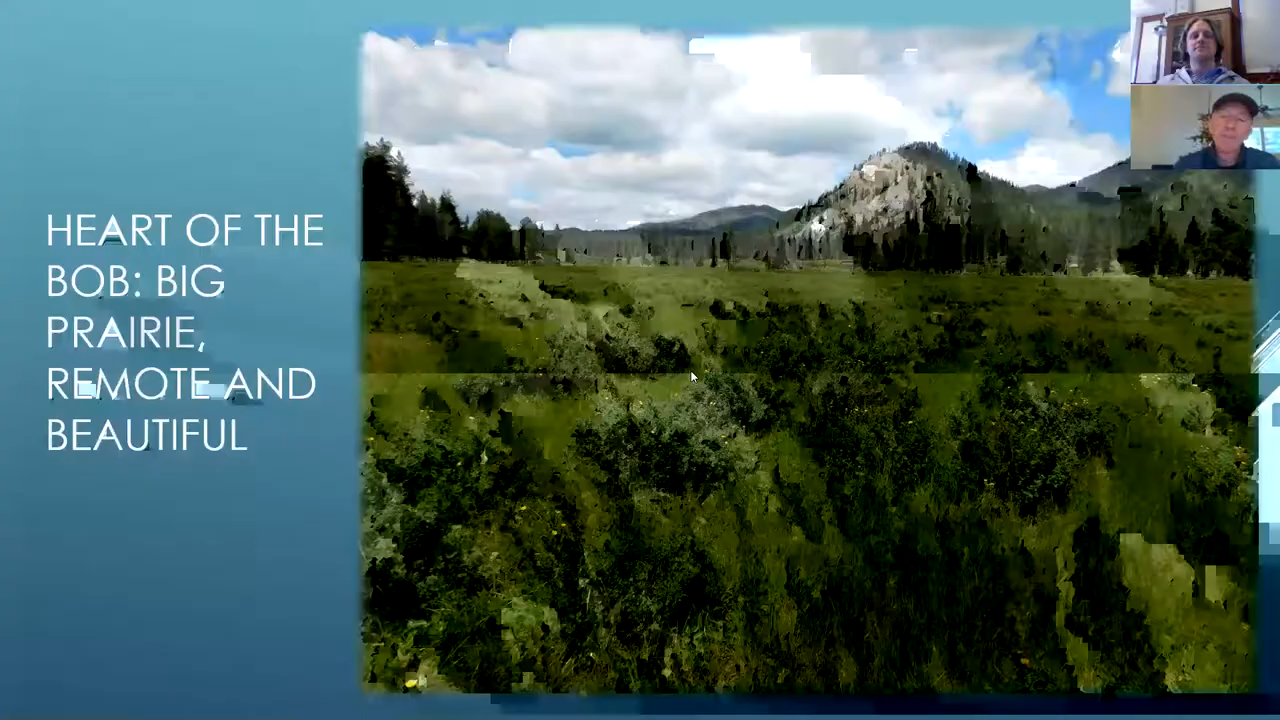 HEART OF THE
BOB: BIG
PRAIRIE,
REMOTE AND
BEAUTIFUL